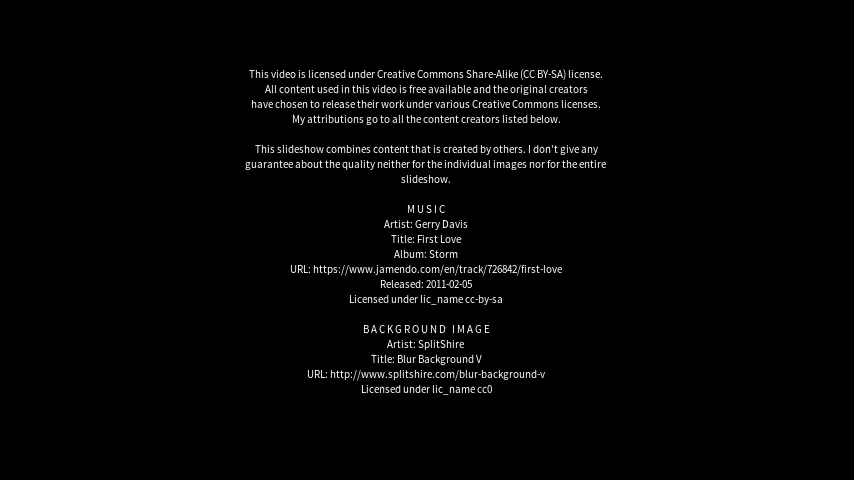 This video is licensed under Creative Commons Share-Alike (CC BY-SA) license.
All content used in this video is free available and the original creators
have chosen to release their work under various Creative Commons licenses.
My attributions go to all the content creators listed below.
This slideshow combines content that is created by others. I don't give any
guarantee about the quality neither for the individual images nor for the entire
slideshow.
MUSIC
Artist: Gerry Davis
Title: First Love
Album: Storm
URL: https://www.jamendo.com/en/track/726842/first-love
Released: 2011-02-05
Licensed under lic_name cc-by-sa
BACKGROUND IMAGE
Artist: SplitShire
Title: Blur Background V
URL: http://www.splitshire.com/blur-background-v
Licensed under lic_name cc0